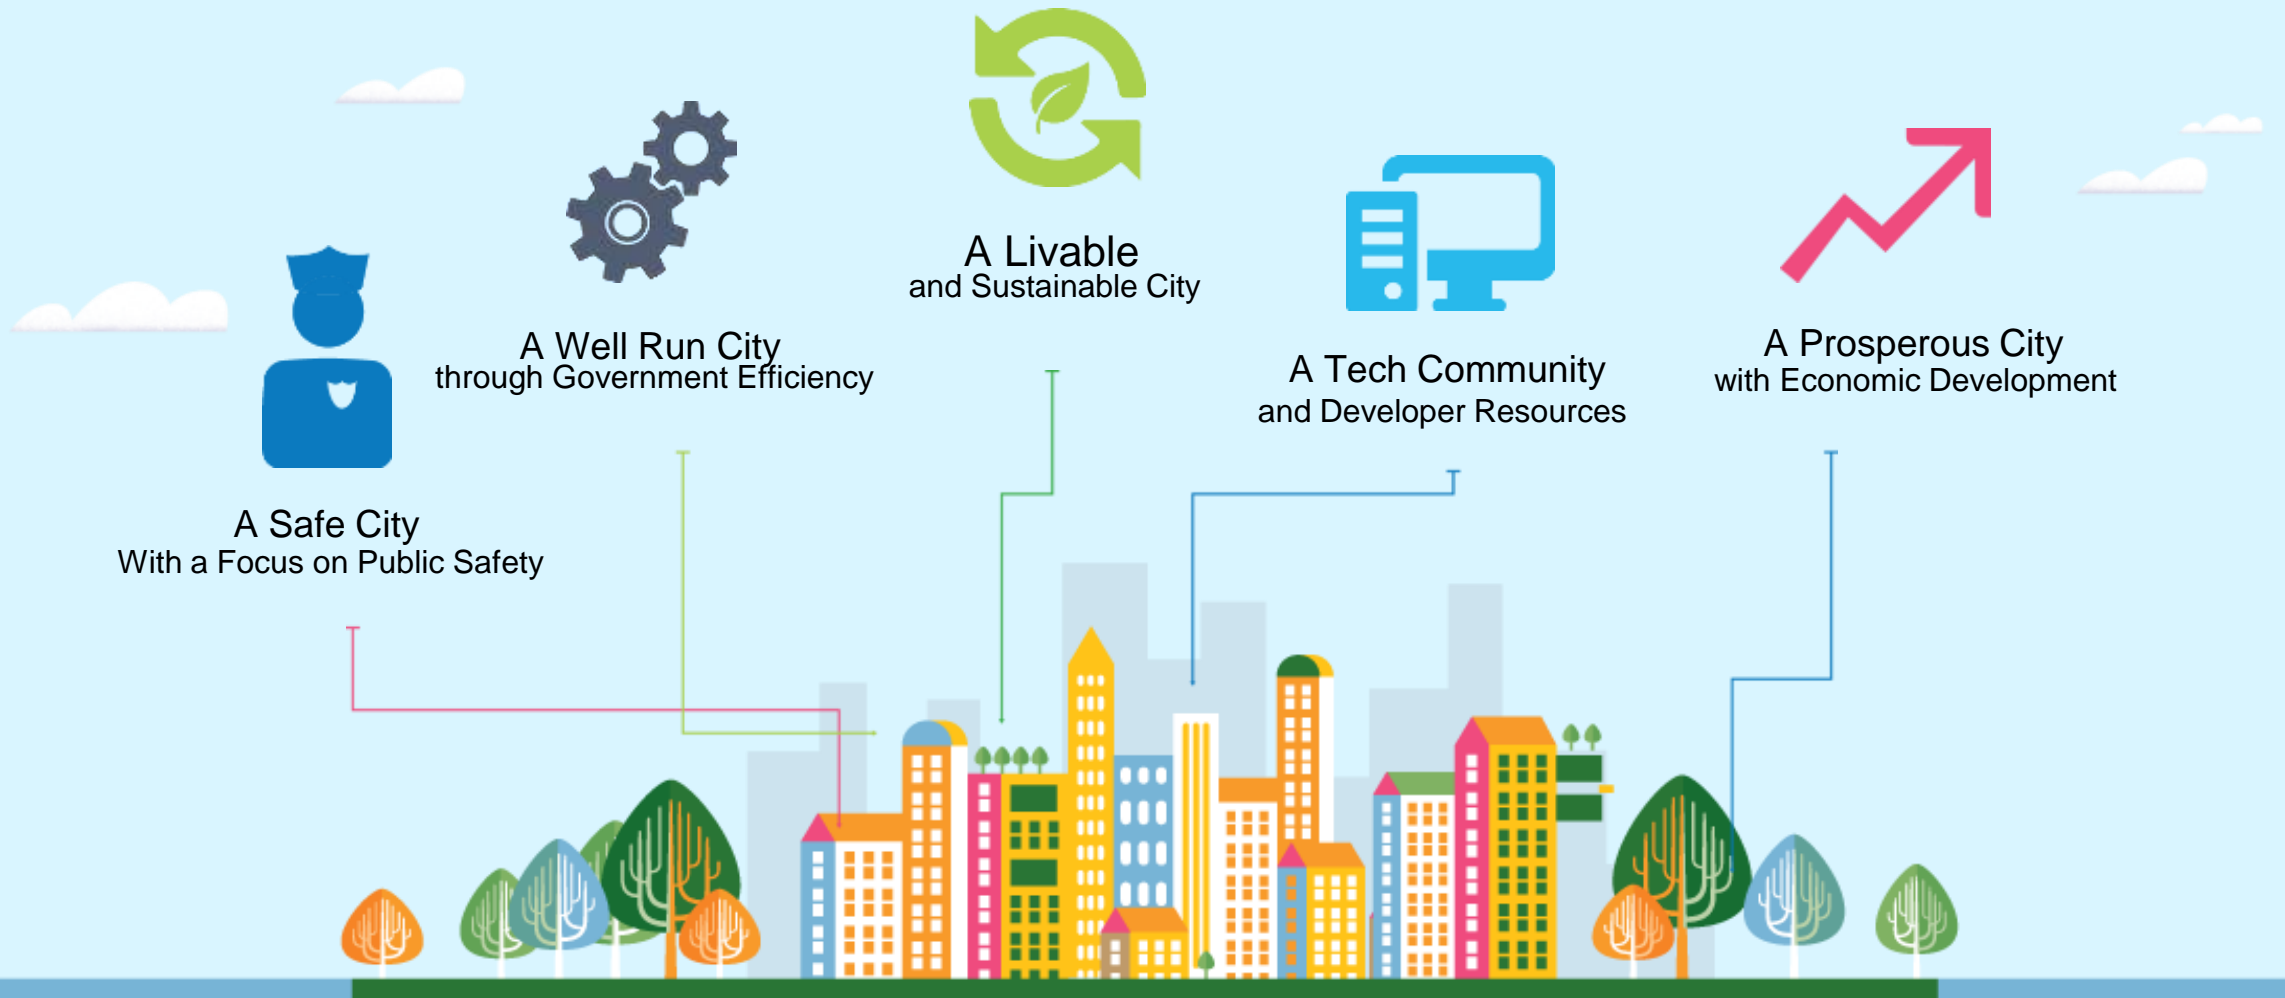 A Safe City
With a Focus on Public Safety
A Well Run City
through Government Efficiency
A Livable
and Sustainable City
A Tech Community
and Developer Resources
A Prosperous City
with Economic Development